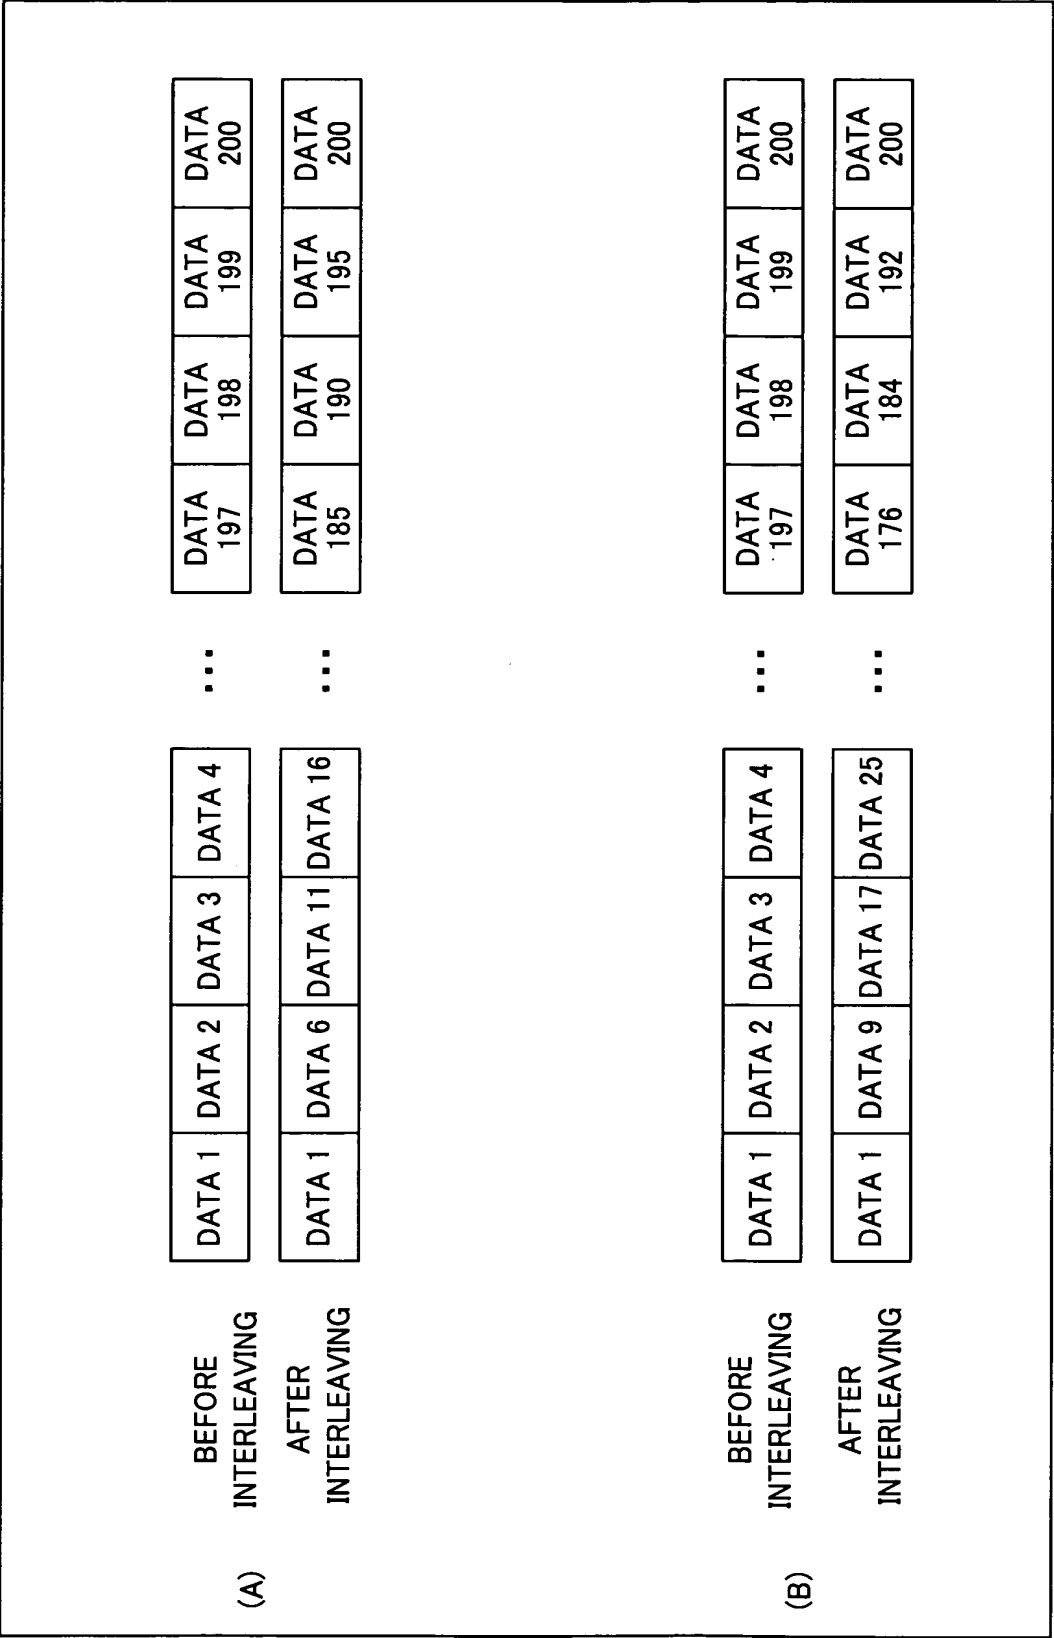 (A)
BEFORE
INTERLEAVING
DATA 1
DATA 2
DATA 3
DATA 4
...
DATA
197
DATA
198
DATA
199
DATA
200
AFTER
INTERLEAVING
DATA 1
DATA 6
DATA 11
DATA 16
...
DATA
185
DATA
190
DATA
195
DATA
200
(B)
BEFORE
INTERLEAVING
DATA 1
DATA 2
DATA 3
DATA 4
...
DATA
197
DATA
198
DATA
199
DATA
200
AFTER
INTERLEAVING
DATA 1
DATA 9
DATA 17
DATA 25
...
DATA
176
DATA
184
DATA
192
DATA
200